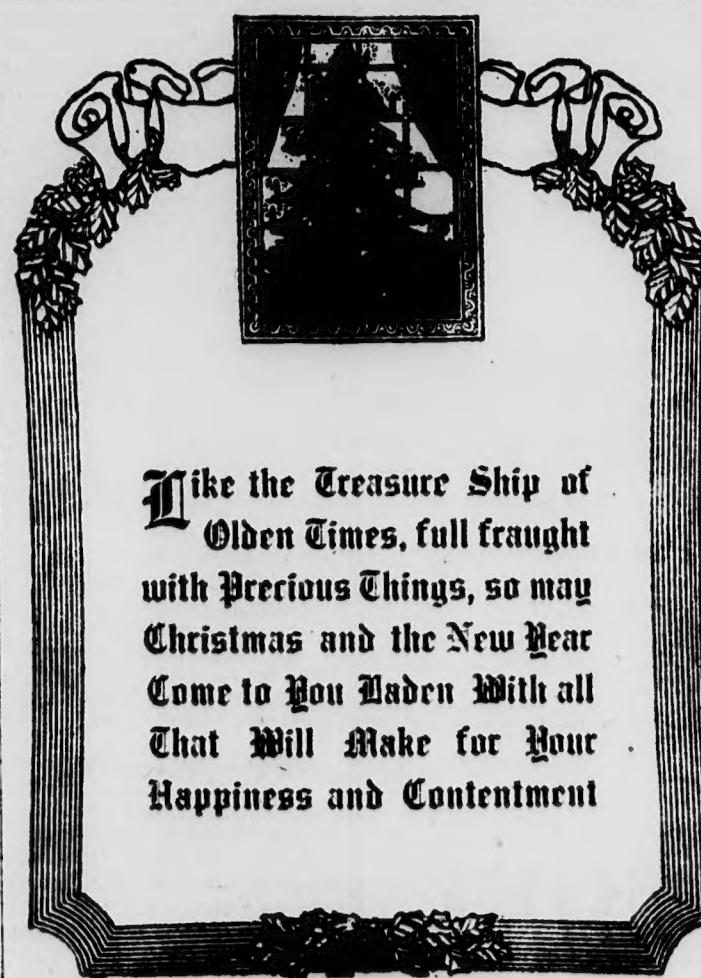 Like the Treasure Ship of
Olden Times, full fraught
with Precious Things, so may
Christmas and the New Year
Come to You Laden With all
That Will Make for Your
Happiness and Contentment